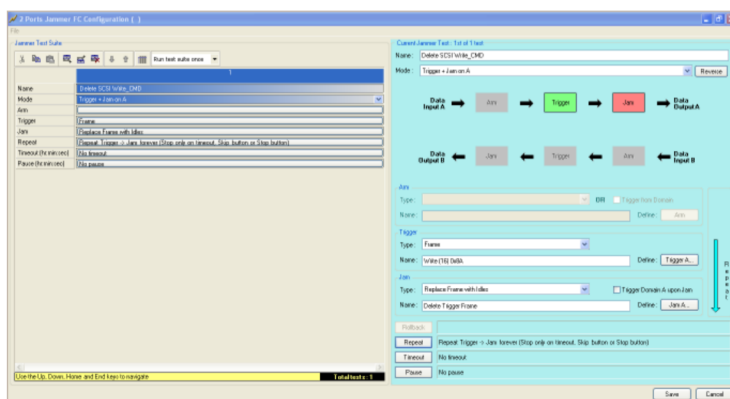 2 Ports Jammer FC Configuration ( )
File
Jammer Test Suite
Run test suite once
1
Name Delete SCSI Write_CMD
Mode Trigger + Jam on A
Arm
Trigger Frame
Jam Replace Frame with Idles
Repeat Repeat Trigger -> Jam forever (Stop only on timeout, Skip button or Stop button)
Timeout (hr:min:sec) No timeout
Pause (hr:min:sec) No pause
Use the Up, Down, Home and End keys to navigate
Total tests : 1
Current Jammer Test : 1st of 1 test
Name : Delete SCSI Write_CMD
Mode : Trigger + Jam on A Reverse
Data Input A Arm Trigger Jam Data Output A
Data Output B Jam Trigger Arm Data Input B
Arm
Type : OR Trigger from Domain
Name : Define : Arm
Trigger
Type : Frame
Name : Write (16) 0x8A Define : Trigger A...
Jam
Type : Replace Frame with Idles Trigger Domain A upon Jam
Name : Delete Trigger Frame Define : Jam A...
Repeat
Rollback
Repeat Repeat Trigger -> Jam forever (Stop only on timeout, Skip button or Stop button)
Timeout No timeout
Pause No pause
Save Cancel